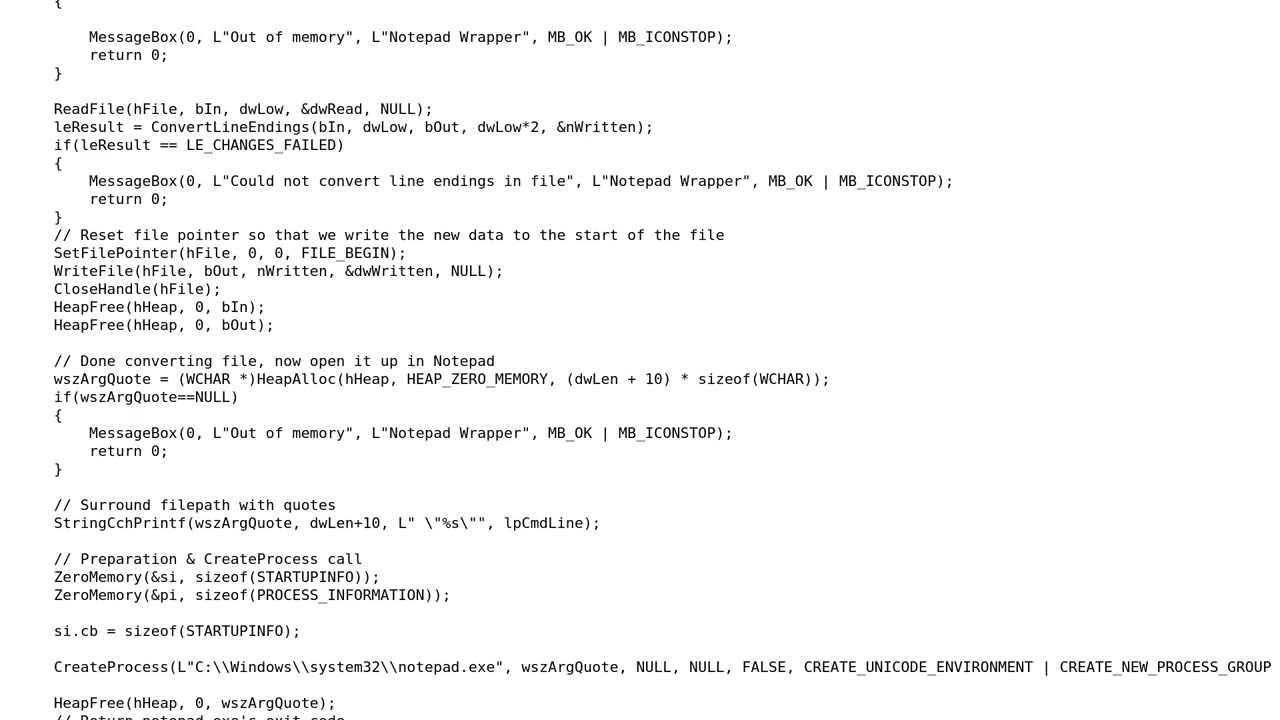 {
MessageBox(0, L"Out of memory", L"Notepad Wrapper", MB_OK | MB_ICONSTOP);
return 0;
}
ReadFile(hFile, bIn, dwLow, &dwRead, NULL);
leResult = ConvertLineEndings(bIn, dwLow, bOut, dwLow*2, &nWritten);
if(leResult == LE_CHANGES_FAILED)
{
MessageBox(0, L"Could not convert line endings in file", L"Notepad Wrapper", MB_OK | MB_ICONSTOP);
return 0;
}
// Reset file pointer so that we write the new data to the start of the file
SetFilePointer(hFile, 0, 0, FILE_BEGIN);
WriteFile(hFile, bOut, nWritten, &dwWritten, NULL);
CloseHandle(hFile);
HeapFree(hHeap, 0, bIn);
HeapFree(hHeap, 0, bOut);
// Done converting file, now open it up in Notepad
wszArgQuote = (WCHAR *)HeapAlloc(hHeap, HEAP_ZERO_MEMORY, (dwLen + 10) * sizeof(WCHAR));
if(wszArgQuote==NULL)
{
MessageBox(0, L"Out of memory", L"Notepad Wrapper", MB_OK | MB_ICONSTOP);
return 0;
}
// Surround filepath with quotes
StringCchPrintf(wszArgQuote, dwLen+10, L" \"%s\"", lpCmdLine);
// Preparation & CreateProcess call
ZeroMemory(&si, sizeof(STARTUPINFO));
ZeroMemory(&pi, sizeof(PROCESS_INFORMATION));
si.cb = sizeof(STARTUPINFO);
CreateProcess(L"C:\\Windows\\system32\\notepad.exe", wszArgQuote, NULL, NULL, FALSE, CREATE_UNICODE_ENVIRONMENT | CREATE_NEW_PROCESS_GROUP
HeapFree(hHeap, 0, wszArgQuote);
// Return notepad.exe's exit code